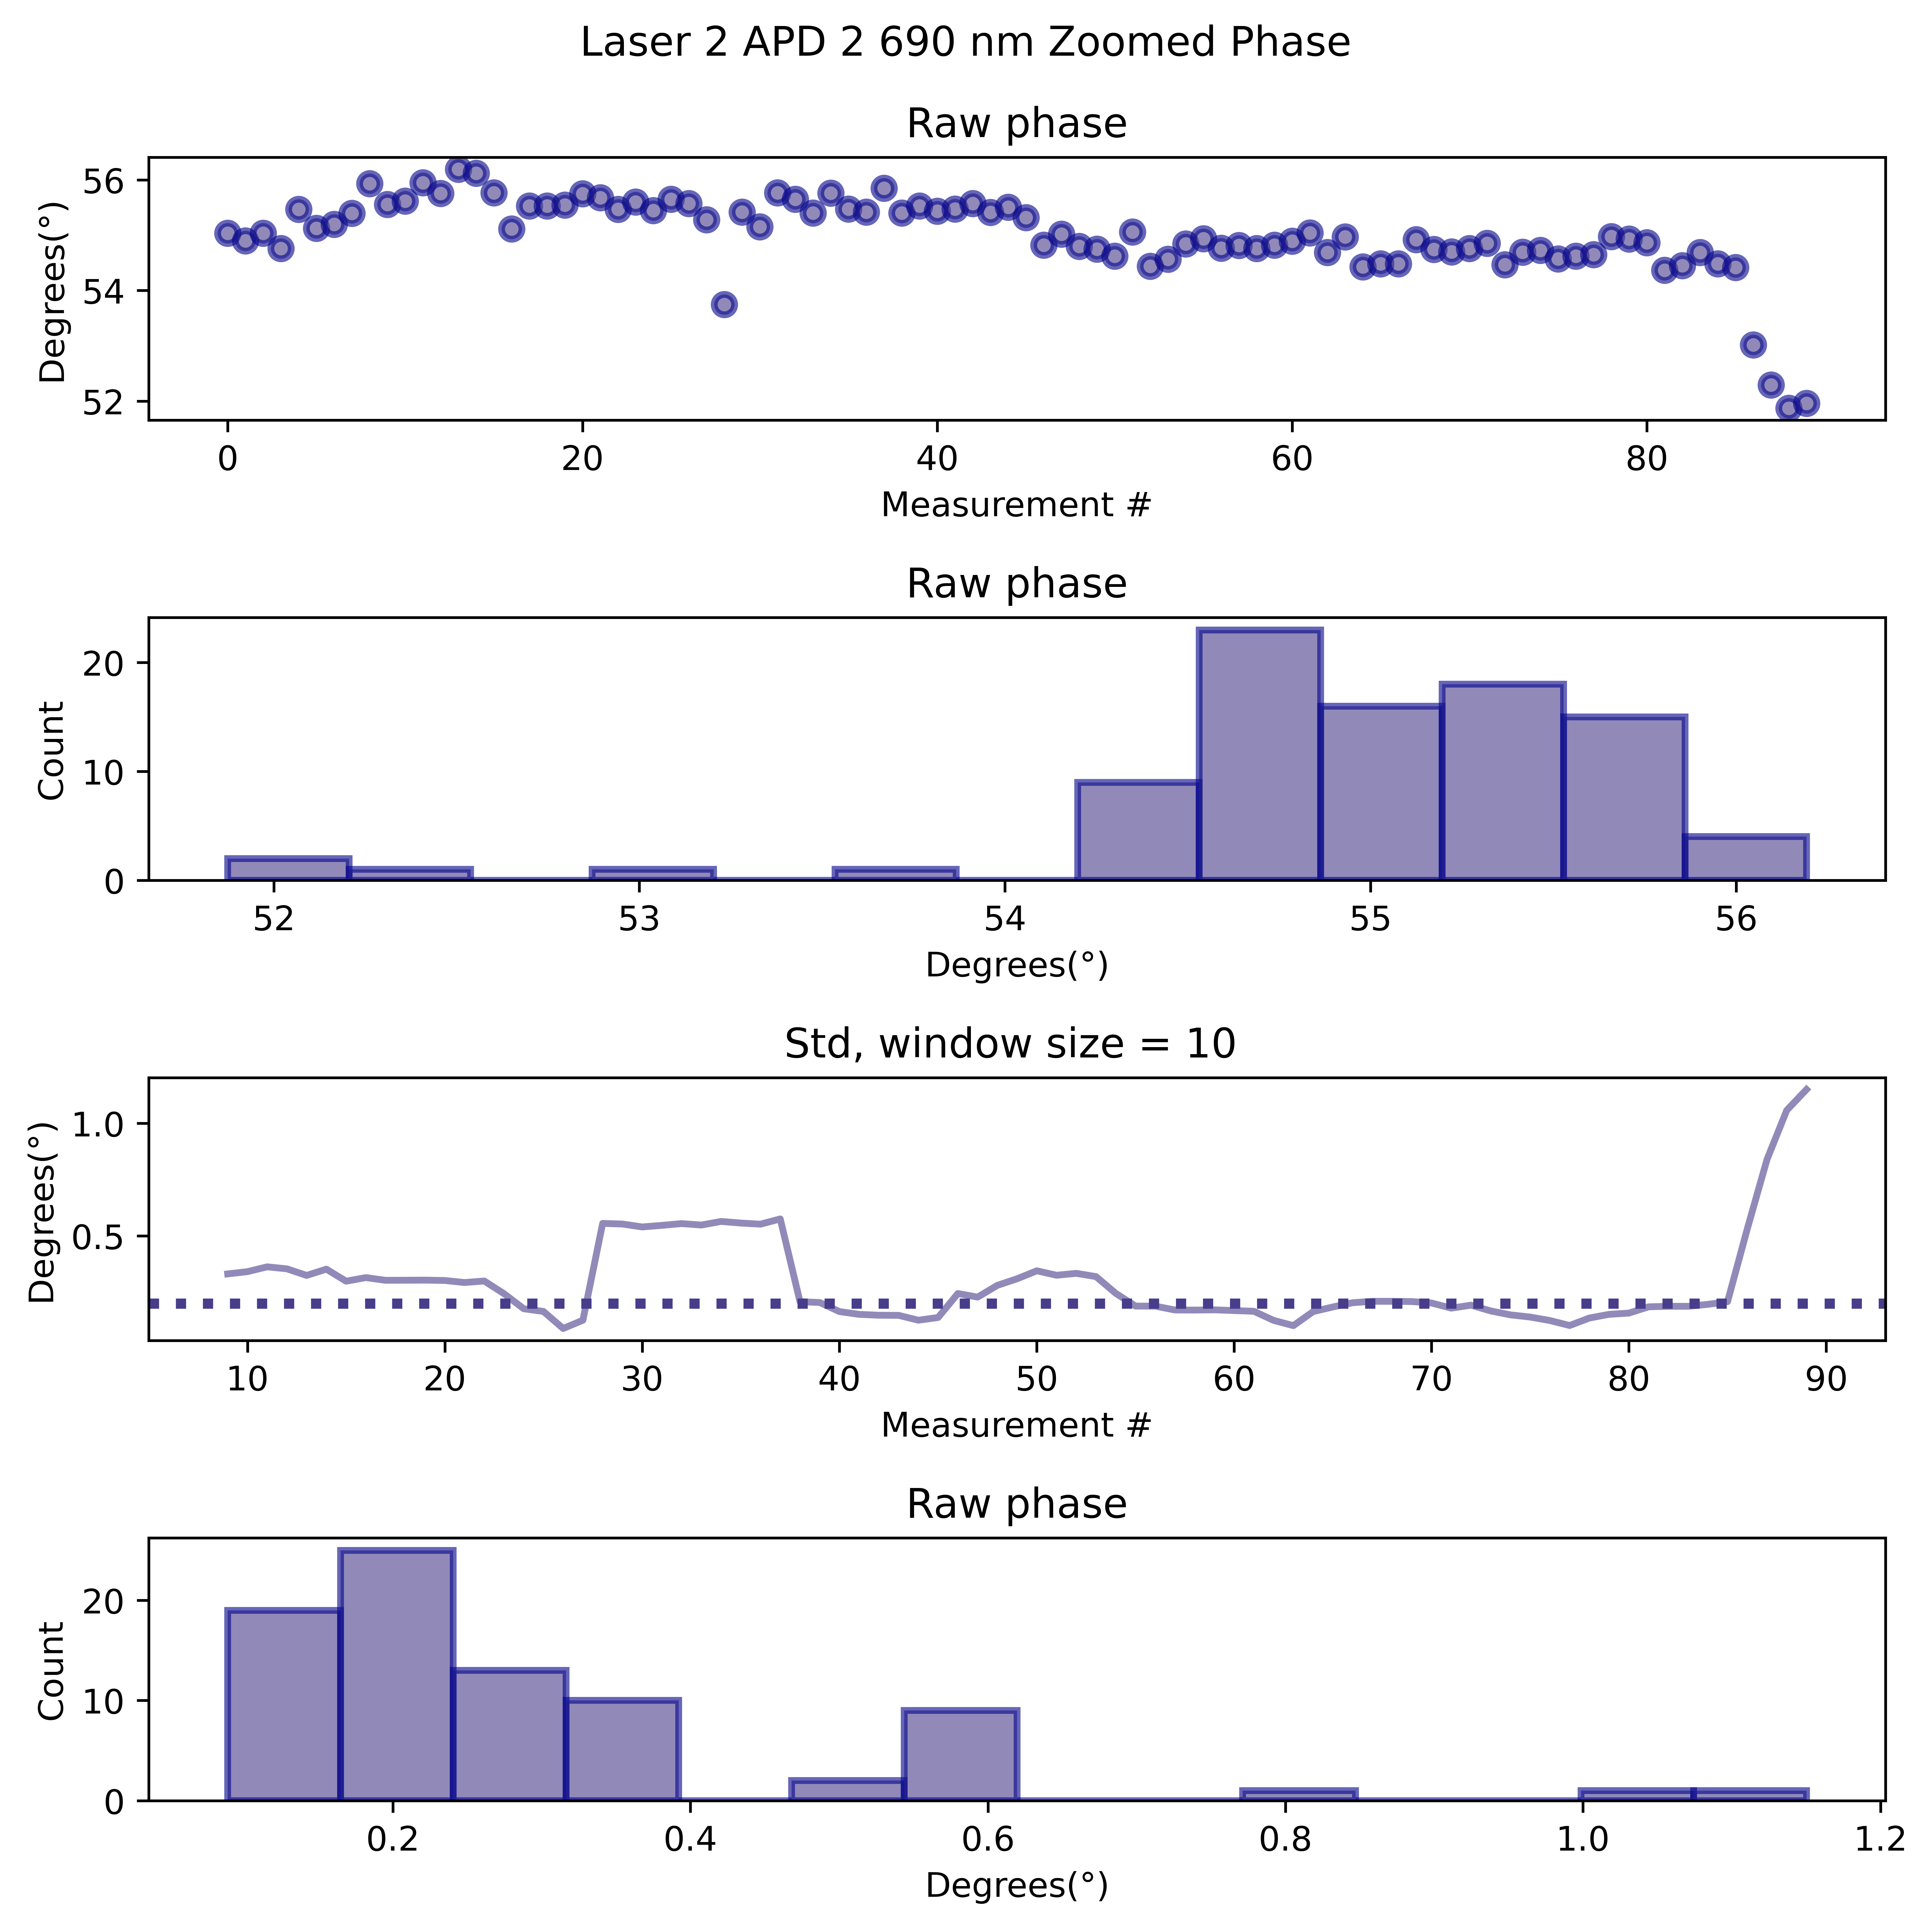 Laser 2 APD 2 690 nm Zoomed Phase
Raw phase
Degrees(°)
56
54
52
0 20 40 60 80
Measurement #
Raw phase
Count
20
10
0
52 53 54 55 56
Degrees(°)
Std, window size = 10
Degrees(°)
1.0
0.5
10 20 30 40 50 60 70 80 90
Measurement #
Raw phase
Count
20
10
0
0.2 0.4 0.6 0.8 1.0 1.2
Degrees(°)